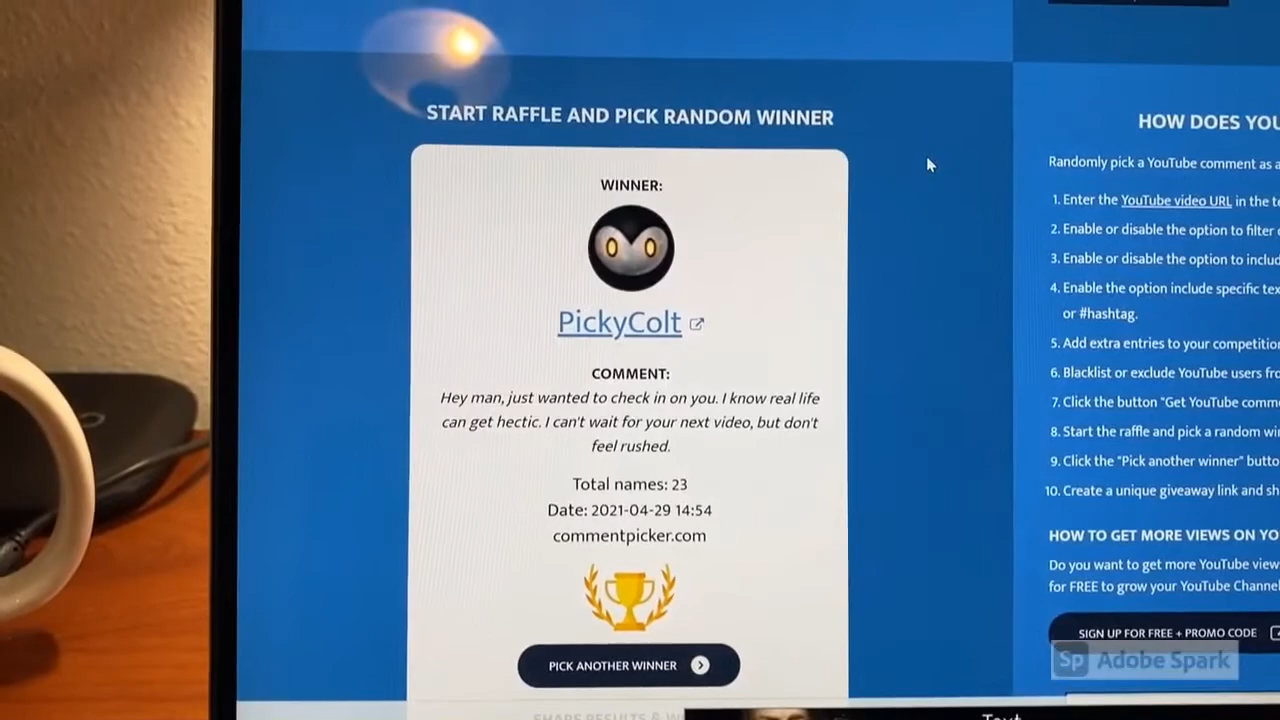 START RAFFLE AND PICK RANDOM WINNER
WINNER:
PickyColt
COMMENT:
Hey man, just wanted to check in on you. I know real life
can get hectic. I can't wait for your next video, but don't
feel rushed.
Total names: 23
Date: 2021-04-29 14:54
commentpicker.com
PICK ANOTHER WINNER
HOW DOES YOU
Randomly pick a YouTube comment as a
1. Enter the YouTube video URL in the te
2. Enable or disable the option to filter
3. Enable or disable the option to includ
4. Enable the option include specific tex
or #hashtag.
5. Add extra entries to your competition
6. Blacklist or exclude YouTube users fro
7. Click the button "Get YouTube comme
8. Start the raffle and pick a random win
9. Click the "Pick another winner" butto
10. Create a unique giveaway link and sh
HOW TO GET MORE VIEWS ON YO
Do you want to get more YouTube view
for FREE to grow your YouTube Channe
SIGN UP FOR FREE + PROMO CODE
Sp Adobe Spark